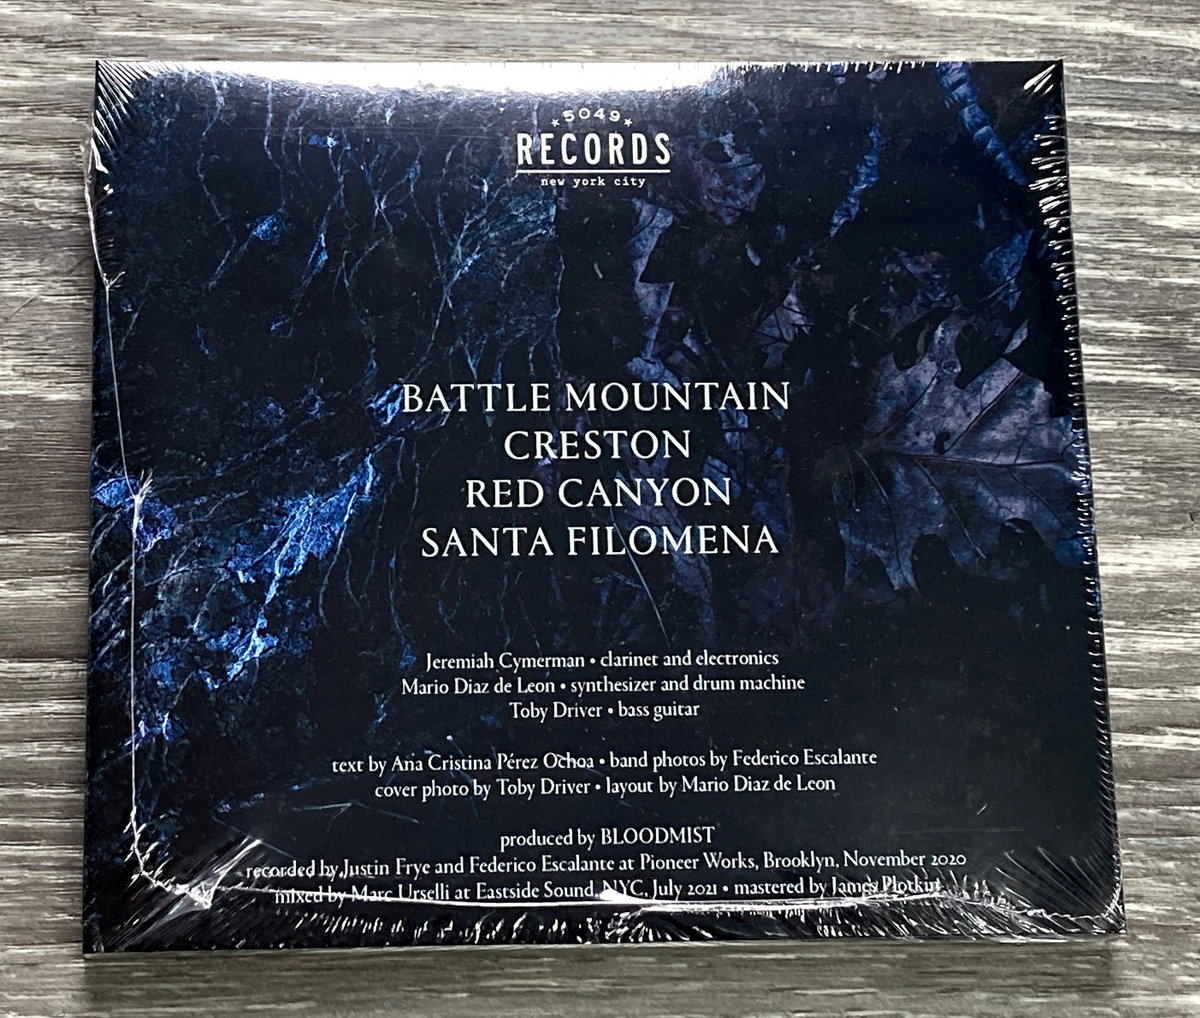 ★5049★
RECORDS
new york city
BATTLE MOUNTAIN
CRESTON
RED CANYON
SANTA FILOMENA
Jeremiah Cymerman • clarinet and electronics
Mario Diaz de Leon • synthesizer and drum machine
Toby Driver • bass guitar
text by Ana Cristina Pérez Ochoa • band photos by Federico Escalante
cover photo by Toby Driver • layout by Mario Diaz de Leon
produced by BLOODMIST
recorded by Justin Frye and Federico Escalante at Pioneer Works, Brooklyn, November 2020
mixed by Marc Urselli at Eastside Sound, NYC, July 2021 • mastered by James Plotkin